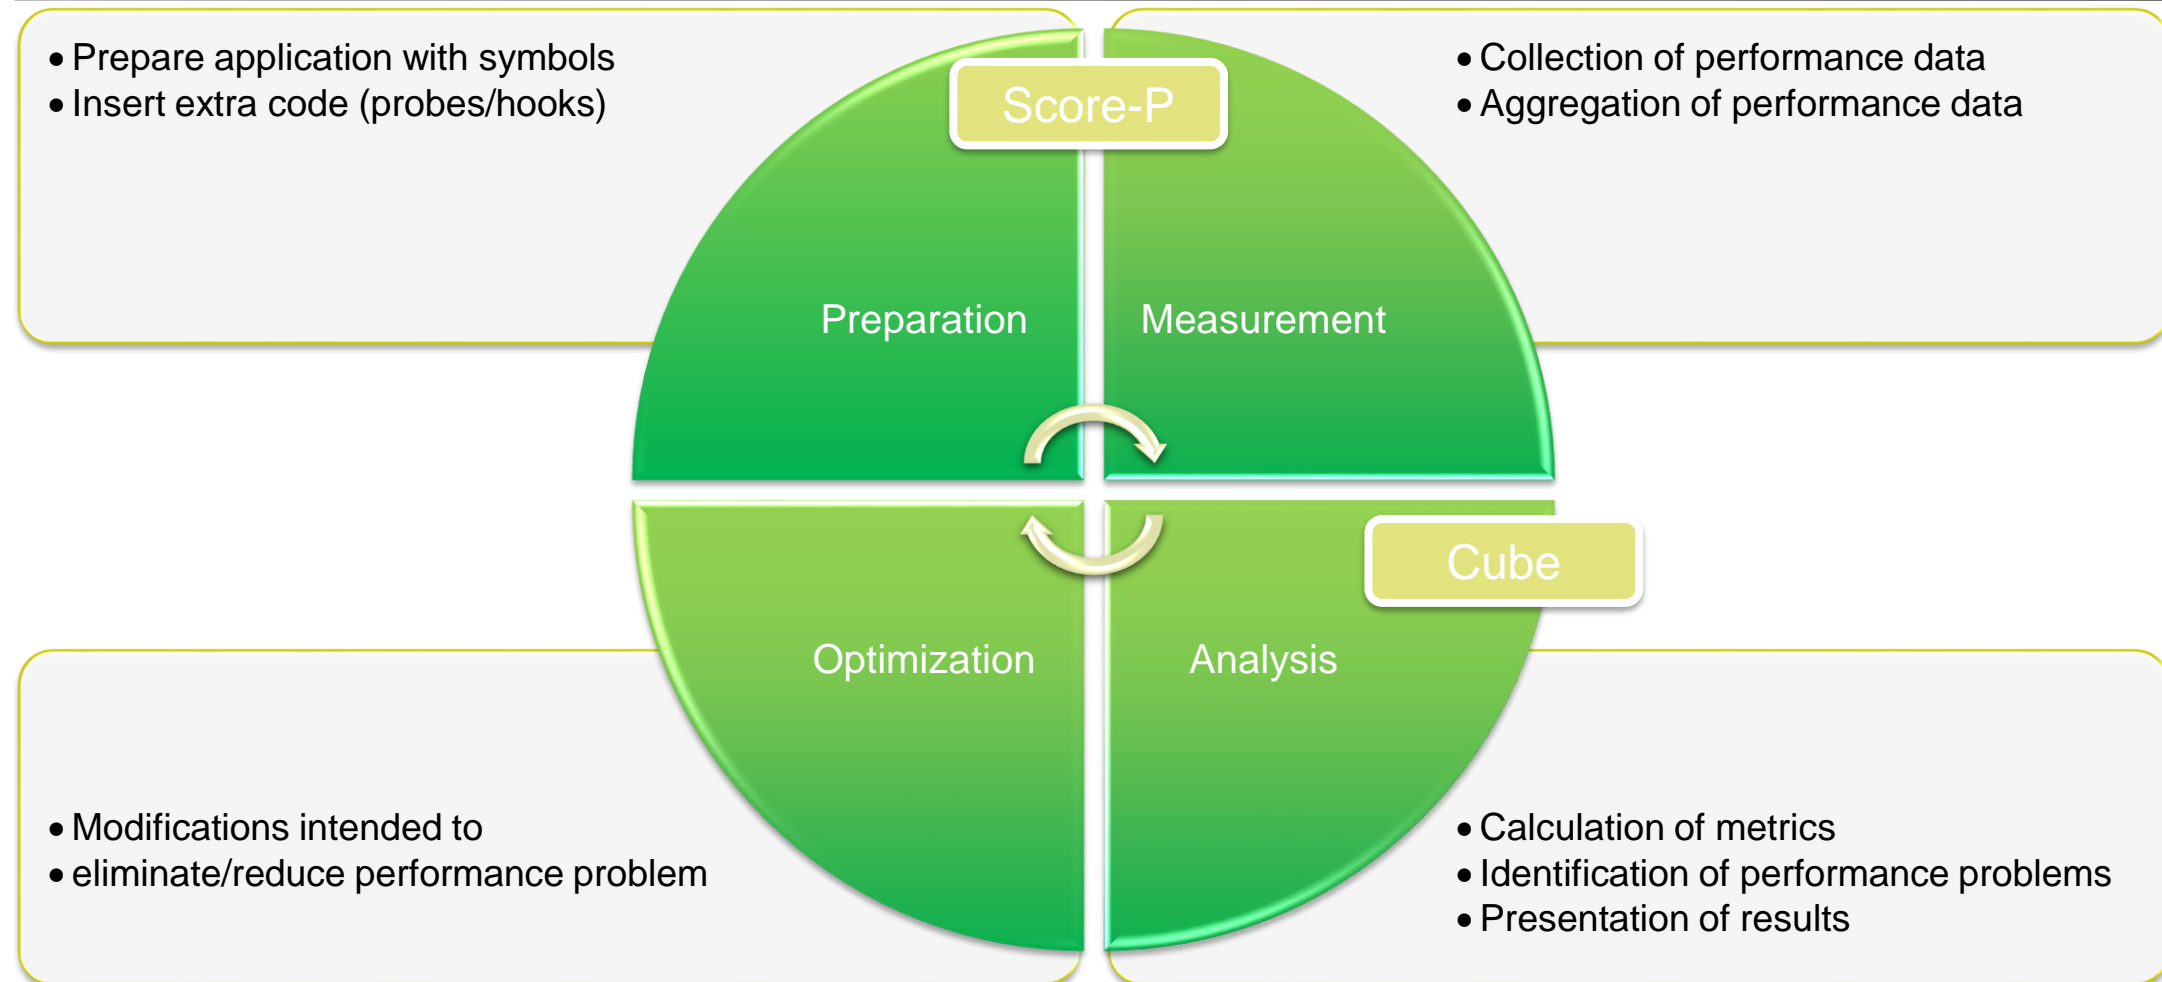 • Prepare application with symbols
• Insert extra code (probes/hooks)
Score-P
• Collection of performance data
• Aggregation of performance data
Preparation
Measurement
Cube
Optimization
Analysis
• Modifications intended to
• eliminate/reduce performance problem
• Calculation of metrics
• Identification of performance problems
• Presentation of results